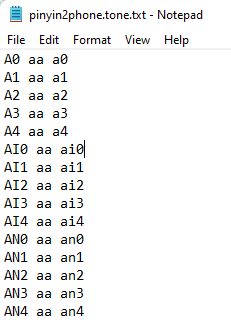 pinyin2phone.tone.txt - Notepad
File Edit Format View Help
A0 aa a0
A1 aa a1
A2 aa a2
A3 aa a3
A4 aa a4
AI0 aa ai0
AI1 aa ai1
AI2 aa ai2
AI3 aa ai3
AI4 aa ai4
AN0 aa an0
AN1 aa an1
AN2 aa an2
AN3 aa an3
AN4 aa an4